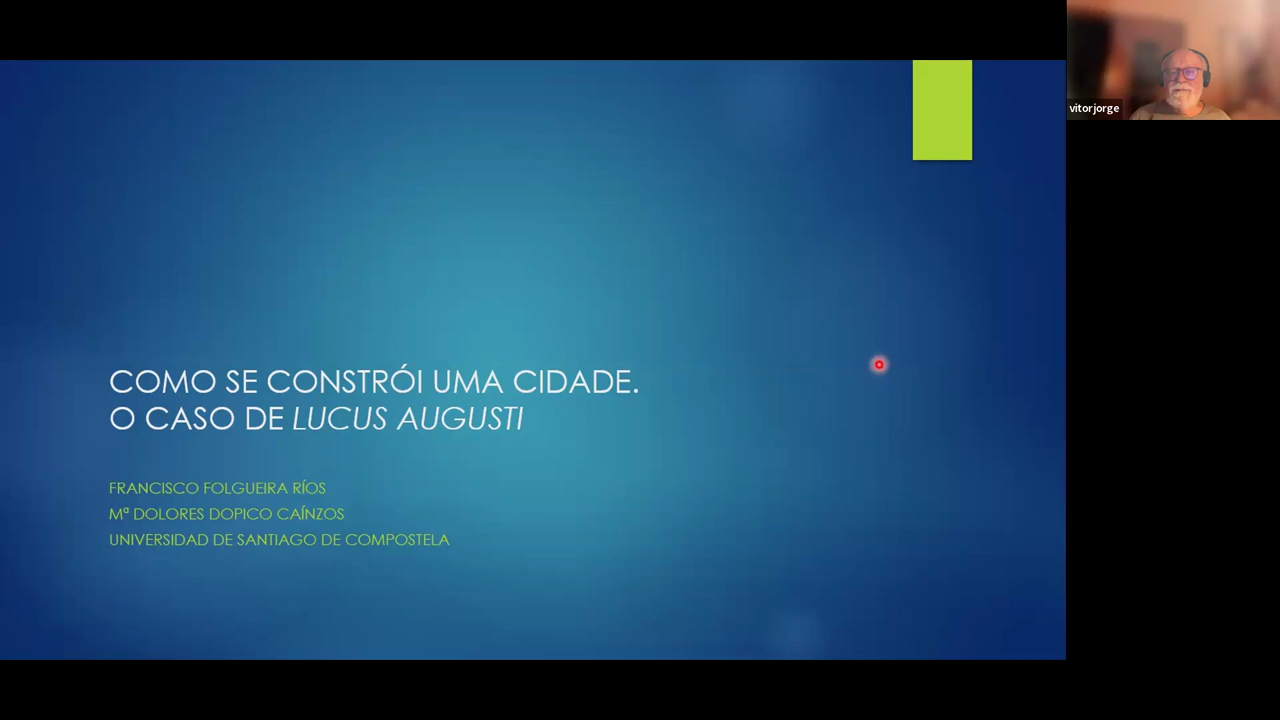 COMO SE CONSTRÓI UMA CIDADE.
O CASO DE LUCUS AUGUSTI
FRANCISCO FOLGUEIRA RÍOS
Mª DOLORES DOPICO CAÍNZOS
UNIVERSIDAD DE SANTIAGO DE COMPOSTELA
vitorjorge